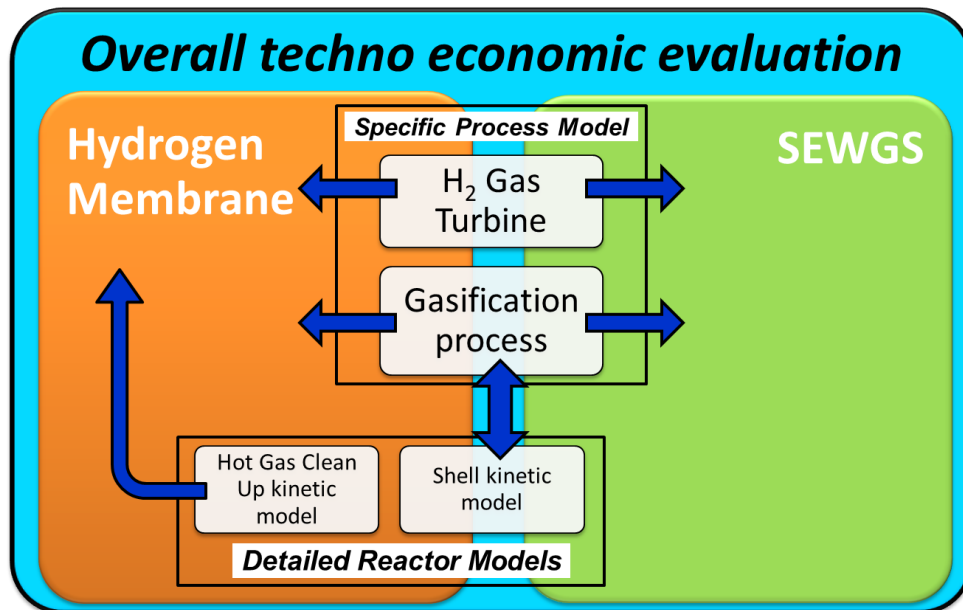 Overall techno economic evaluation
Hydrogen
Membrane
Specific Process Model
SEWGS
H₂ Gas
Turbine
Gasification
process
Hot Gas Clean
Up kinetic
model
Shell kinetic
model
Detailed Reactor Models